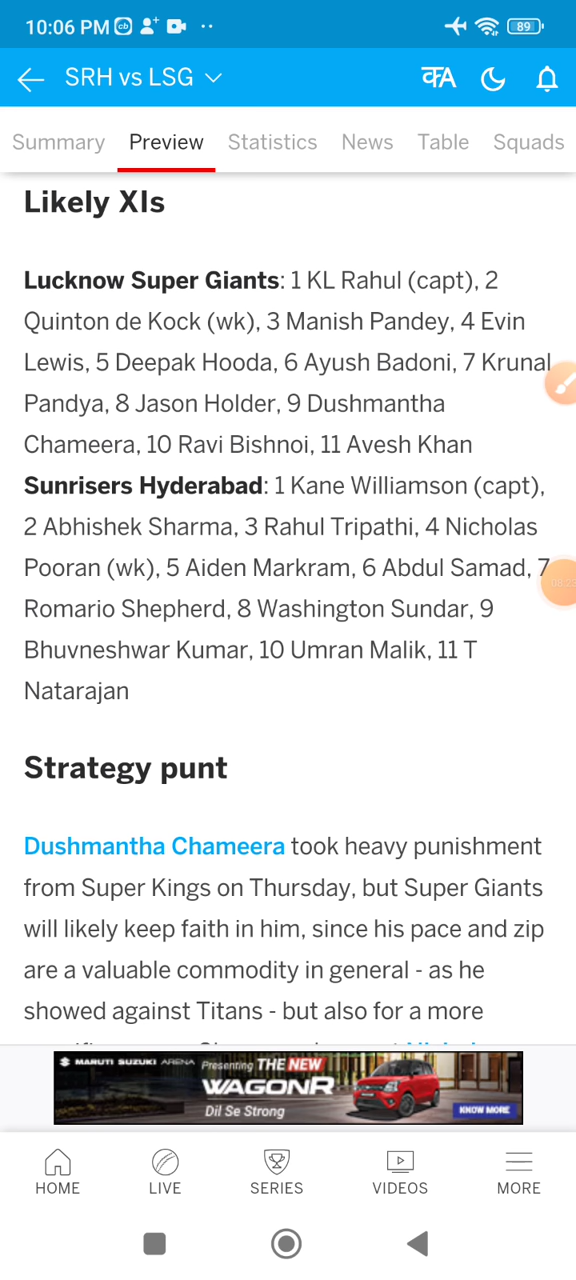 10:06 PM cb ··
89
SRH vs LSG
कA
Summary Preview Statistics News Table Squads
Likely XIs
Lucknow Super Giants: 1 KL Rahul (capt), 2
Quinton de Kock (wk), 3 Manish Pandey, 4 Evin
Lewis, 5 Deepak Hooda, 6 Ayush Badoni, 7 Krunal
Pandya, 8 Jason Holder, 9 Dushmantha
Chameera, 10 Ravi Bishnoi, 11 Avesh Khan
Sunrisers Hyderabad: 1 Kane Williamson (capt),
2 Abhishek Sharma, 3 Rahul Tripathi, 4 Nicholas
Pooran (wk), 5 Aiden Markram, 6 Abdul Samad, 7
Romario Shepherd, 8 Washington Sundar, 9
Bhuvneshwar Kumar, 10 Umran Malik, 11 T
Natarajan
Strategy punt
Dushmantha Chameera took heavy punishment
from Super Kings on Thursday, but Super Giants
will likely keep faith in him, since his pace and zip
are a valuable commodity in general - as he
showed against Titans - but also for a more
MARUTI SUZUKI ARENA Presenting THE NEW
WAGONR
Dil Se Strong
KNOW MORE
HOME LIVE SERIES VIDEOS MORE